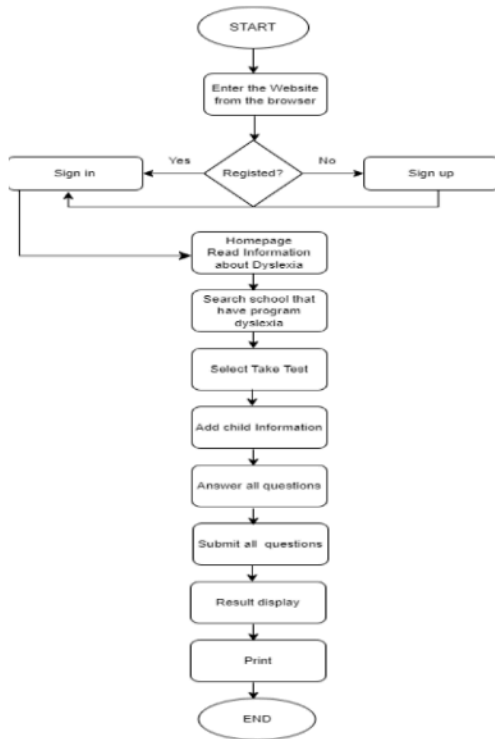 START
Enter the Website
from the browser
Yes
No
Sign in
Registed?
Sign up
Homepage
Read Information
about Dyslexia
Search school that
have program
dyslexia
Select Take Test
Add child Information
Answer all questions
Submit all questions
Result display
Print
END